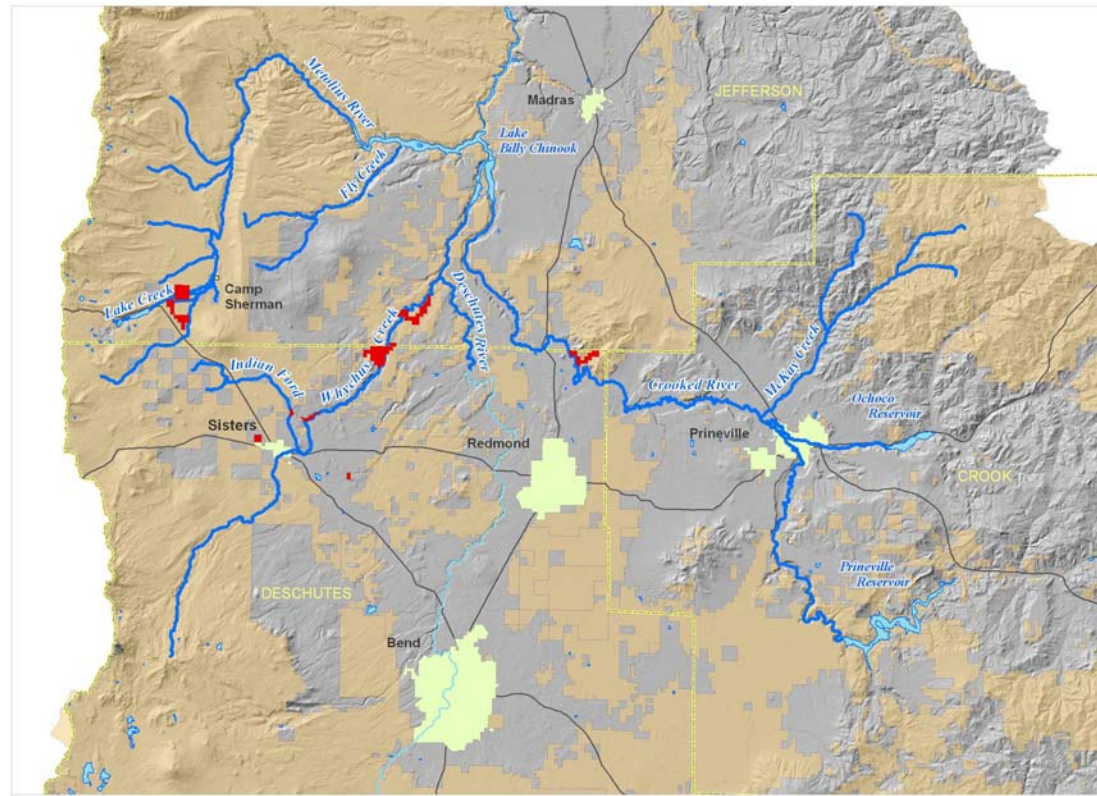 Metolius River
Madras
JEFFERSON
Lake
Billy Chinook
Fly Creek
Camp
Sherman
Lake Creek
Deschutes River
Whychus Creek
Indian Ford
McKay Creek
Crooked River
Ochoco
Reservoir
Sisters
Redmond
Prineville
CROOK
Prineville
Reservoir
DESCHUTES
Bend